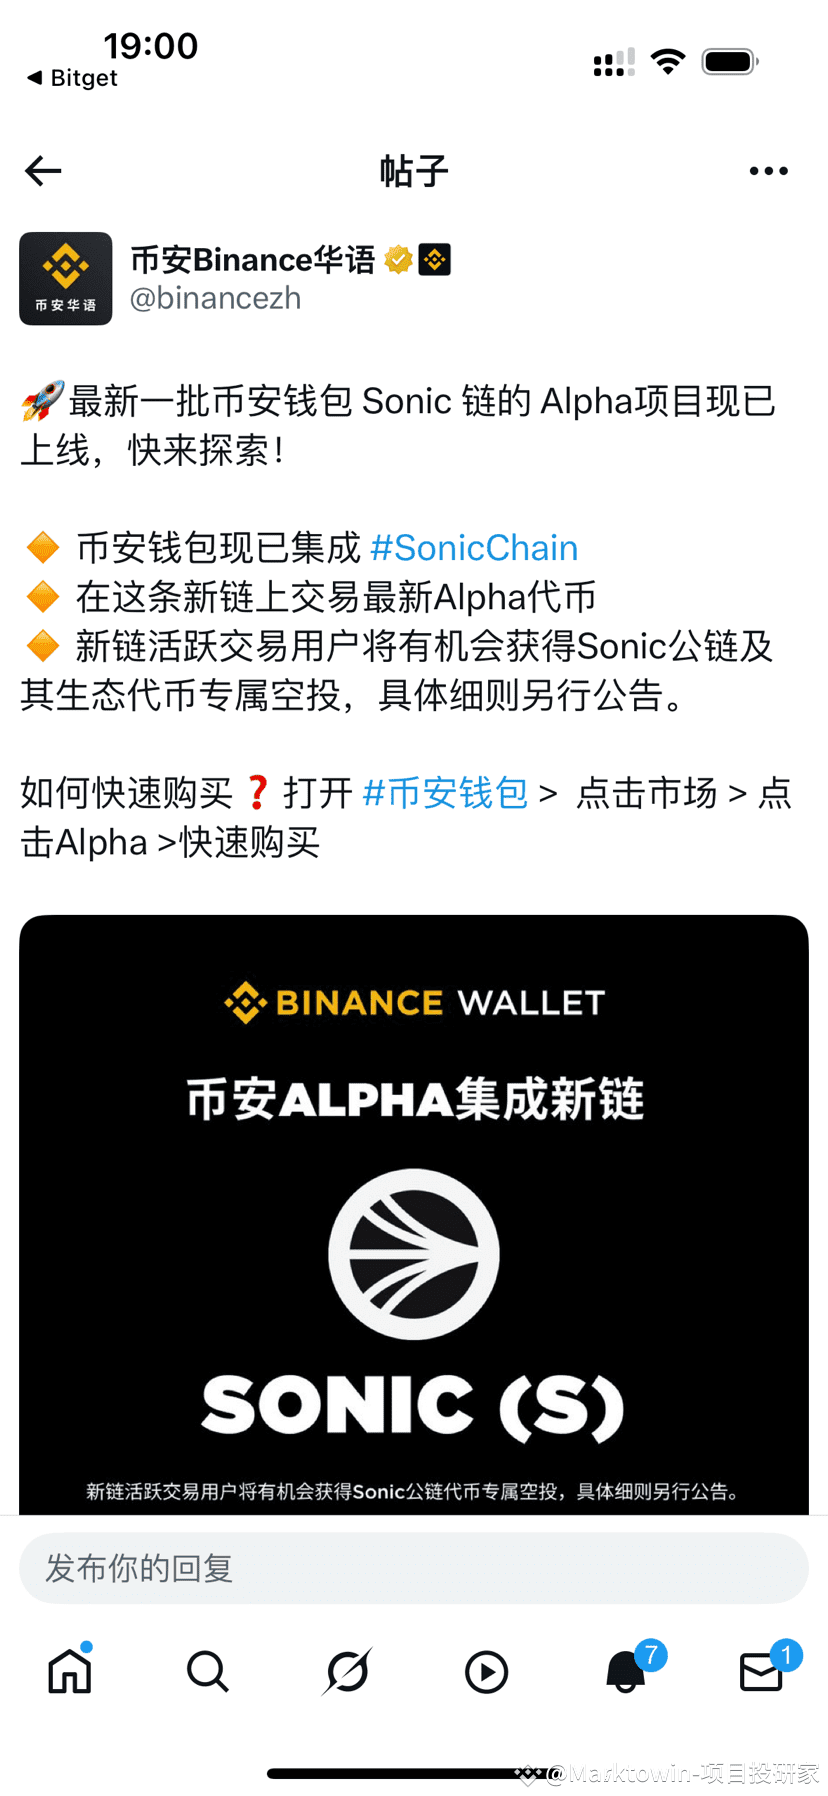 19:00
◀ Bitget
帖子
币安Binance华语
@binancezh
币安华语
🚀最新一批币安钱包 Sonic 链的 Alpha项目现已
上线，快来探索！
🔶 币安钱包现已集成 #SonicChain
🔶 在这条新链上交易最新Alpha代币
🔶 新链活跃交易用户将有机会获得Sonic公链及
其生态代币专属空投，具体细则另行公告。
如何快速购买❓打开 #币安钱包 > 点击市场 > 点
击Alpha >快速购买
BINANCE WALLET
币安ALPHA集成新链
SONIC (S)
新链活跃交易用户将有机会获得Sonic公链代币专属空投，具体细则另行公告。
发布你的回复
7
1
@Marktowin-项目投研家